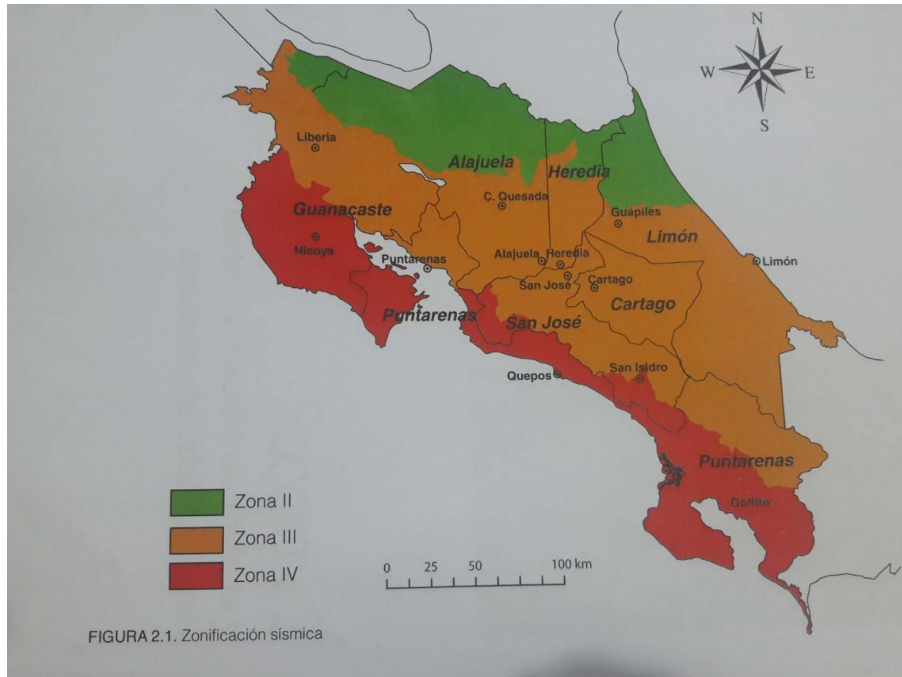 N
W E
S
Liberia
Alajuela
Heredia
C. Quesada
Guanacaste
Guápiles
Limón
Nicoya
Puntarenas
Alajuela
Heredia
Limón
San José
Cartago
Cartago
Puntarenas
San José
Quepos
San Isidro
Puntarenas
Golfito
Zona II
Zona III
Zona IV
0 25 50 100 km
FIGURA 2.1. Zonificación sísmica